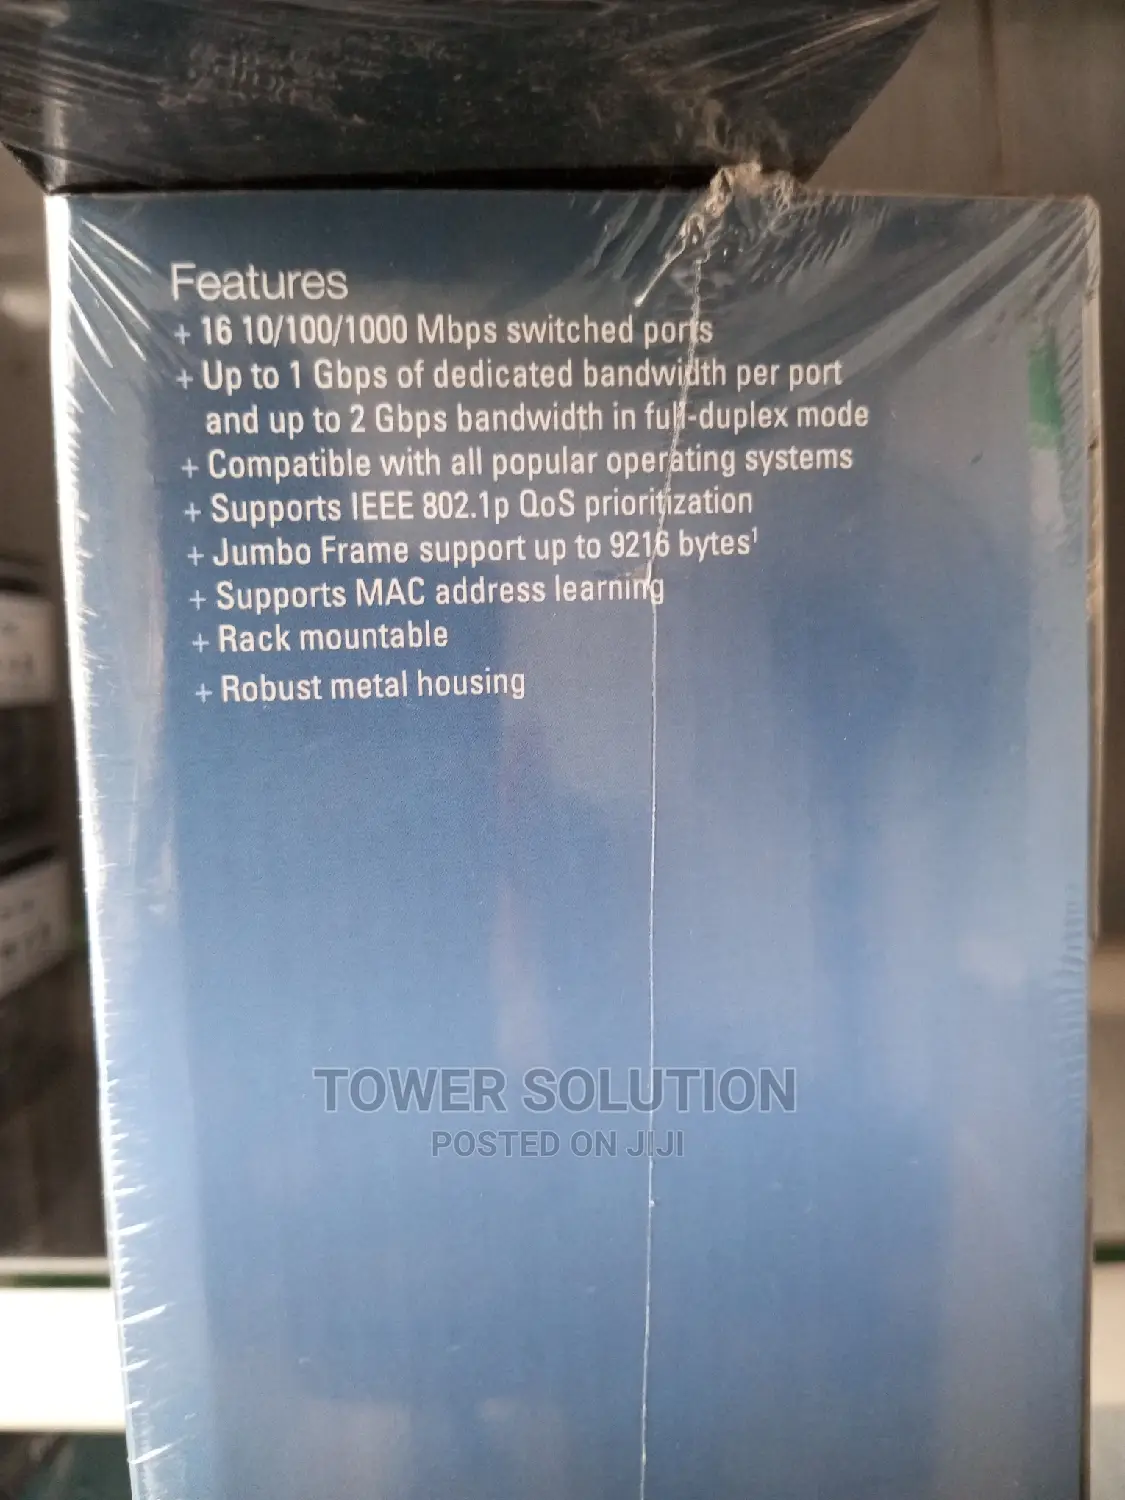 Features
+ 16 10/100/1000 Mbps switched ports
+ Up to 1 Gbps of dedicated bandwidth per port
and up to 2 Gbps bandwidth in full-duplex mode
+ Compatible with all popular operating systems
+ Supports IEEE 802.1p QoS prioritization
+ Jumbo Frame support up to 9216 bytes¹
+ Supports MAC address learning
+ Rack mountable
+ Robust metal housing
TOWER SOLUTION
POSTED ON JIJI